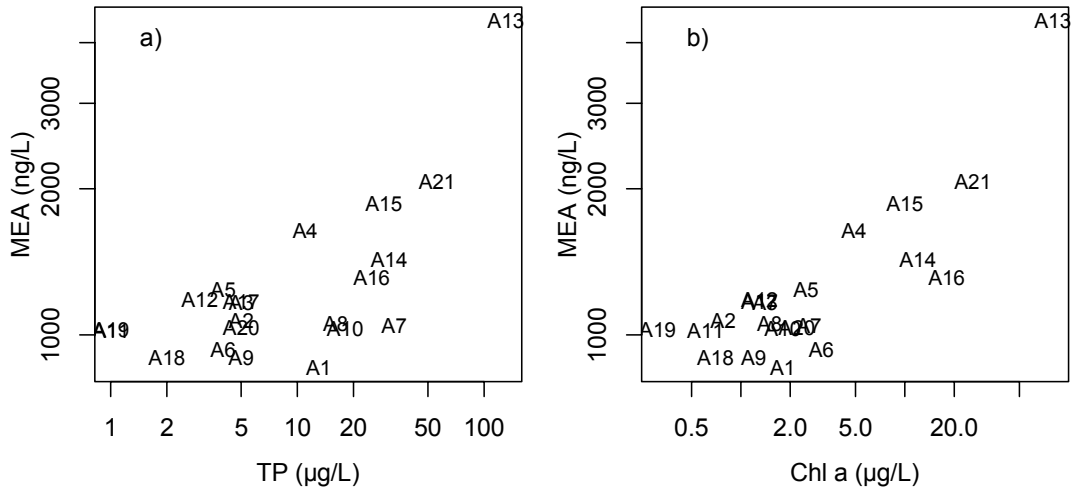 a)
MEA (ng/L)
1000
2000
3000
A13
A21
A15
A4
A14
A16
A5
A12
A3
A17
A2
A8
A10
A7
A20
A11
A19
A6
A18
A9
A1
1
2
5
10
20
50
100
TP (µg/L)
b)
MEA (ng/L)
1000
2000
3000
A13
A21
A15
A4
A14
A16
A5
A12
A2
A8
A7
A20
A19
A11
A6
A18
A9
A1
0.5
2.0
5.0
20.0
Chl a (µg/L)